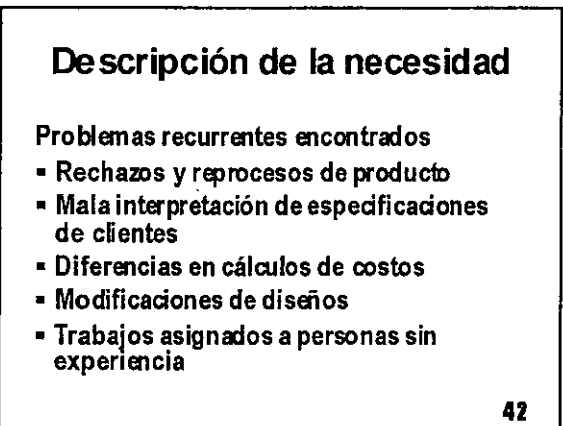 Descripción de la necesidad
Problemas recurrentes encontrados
▪ Rechazos y reprocesos de producto
▪ Mala interpretación de especificaciones
de clientes
▪ Diferencias en cálculos de costos
▪ Modificaciones de diseños
▪ Trabajos asignados a personas sin
experiencia
42